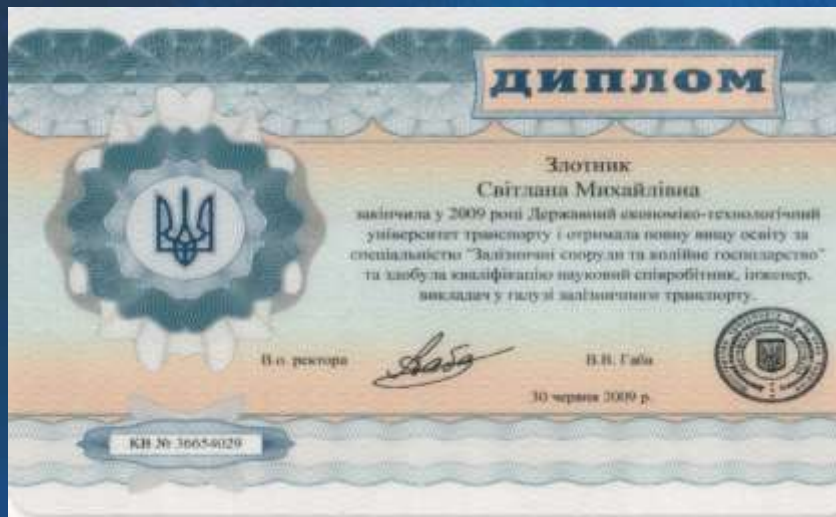 ДИПЛОМ
Злотник
Світлана Михайлівна
закінчила у 2009 році Державний економіко-технологічний
університет транспорту і отримала повну вищу освіту за
спеціальністю "Залізничні споруди та колійне господарство"
та здобула кваліфікацію науковий співробітник, інженер,
викладач у галузі залізничного транспорту.
В.о. ректора
В.В. Габа
30 червня 2009 р.
КВ № 36654029